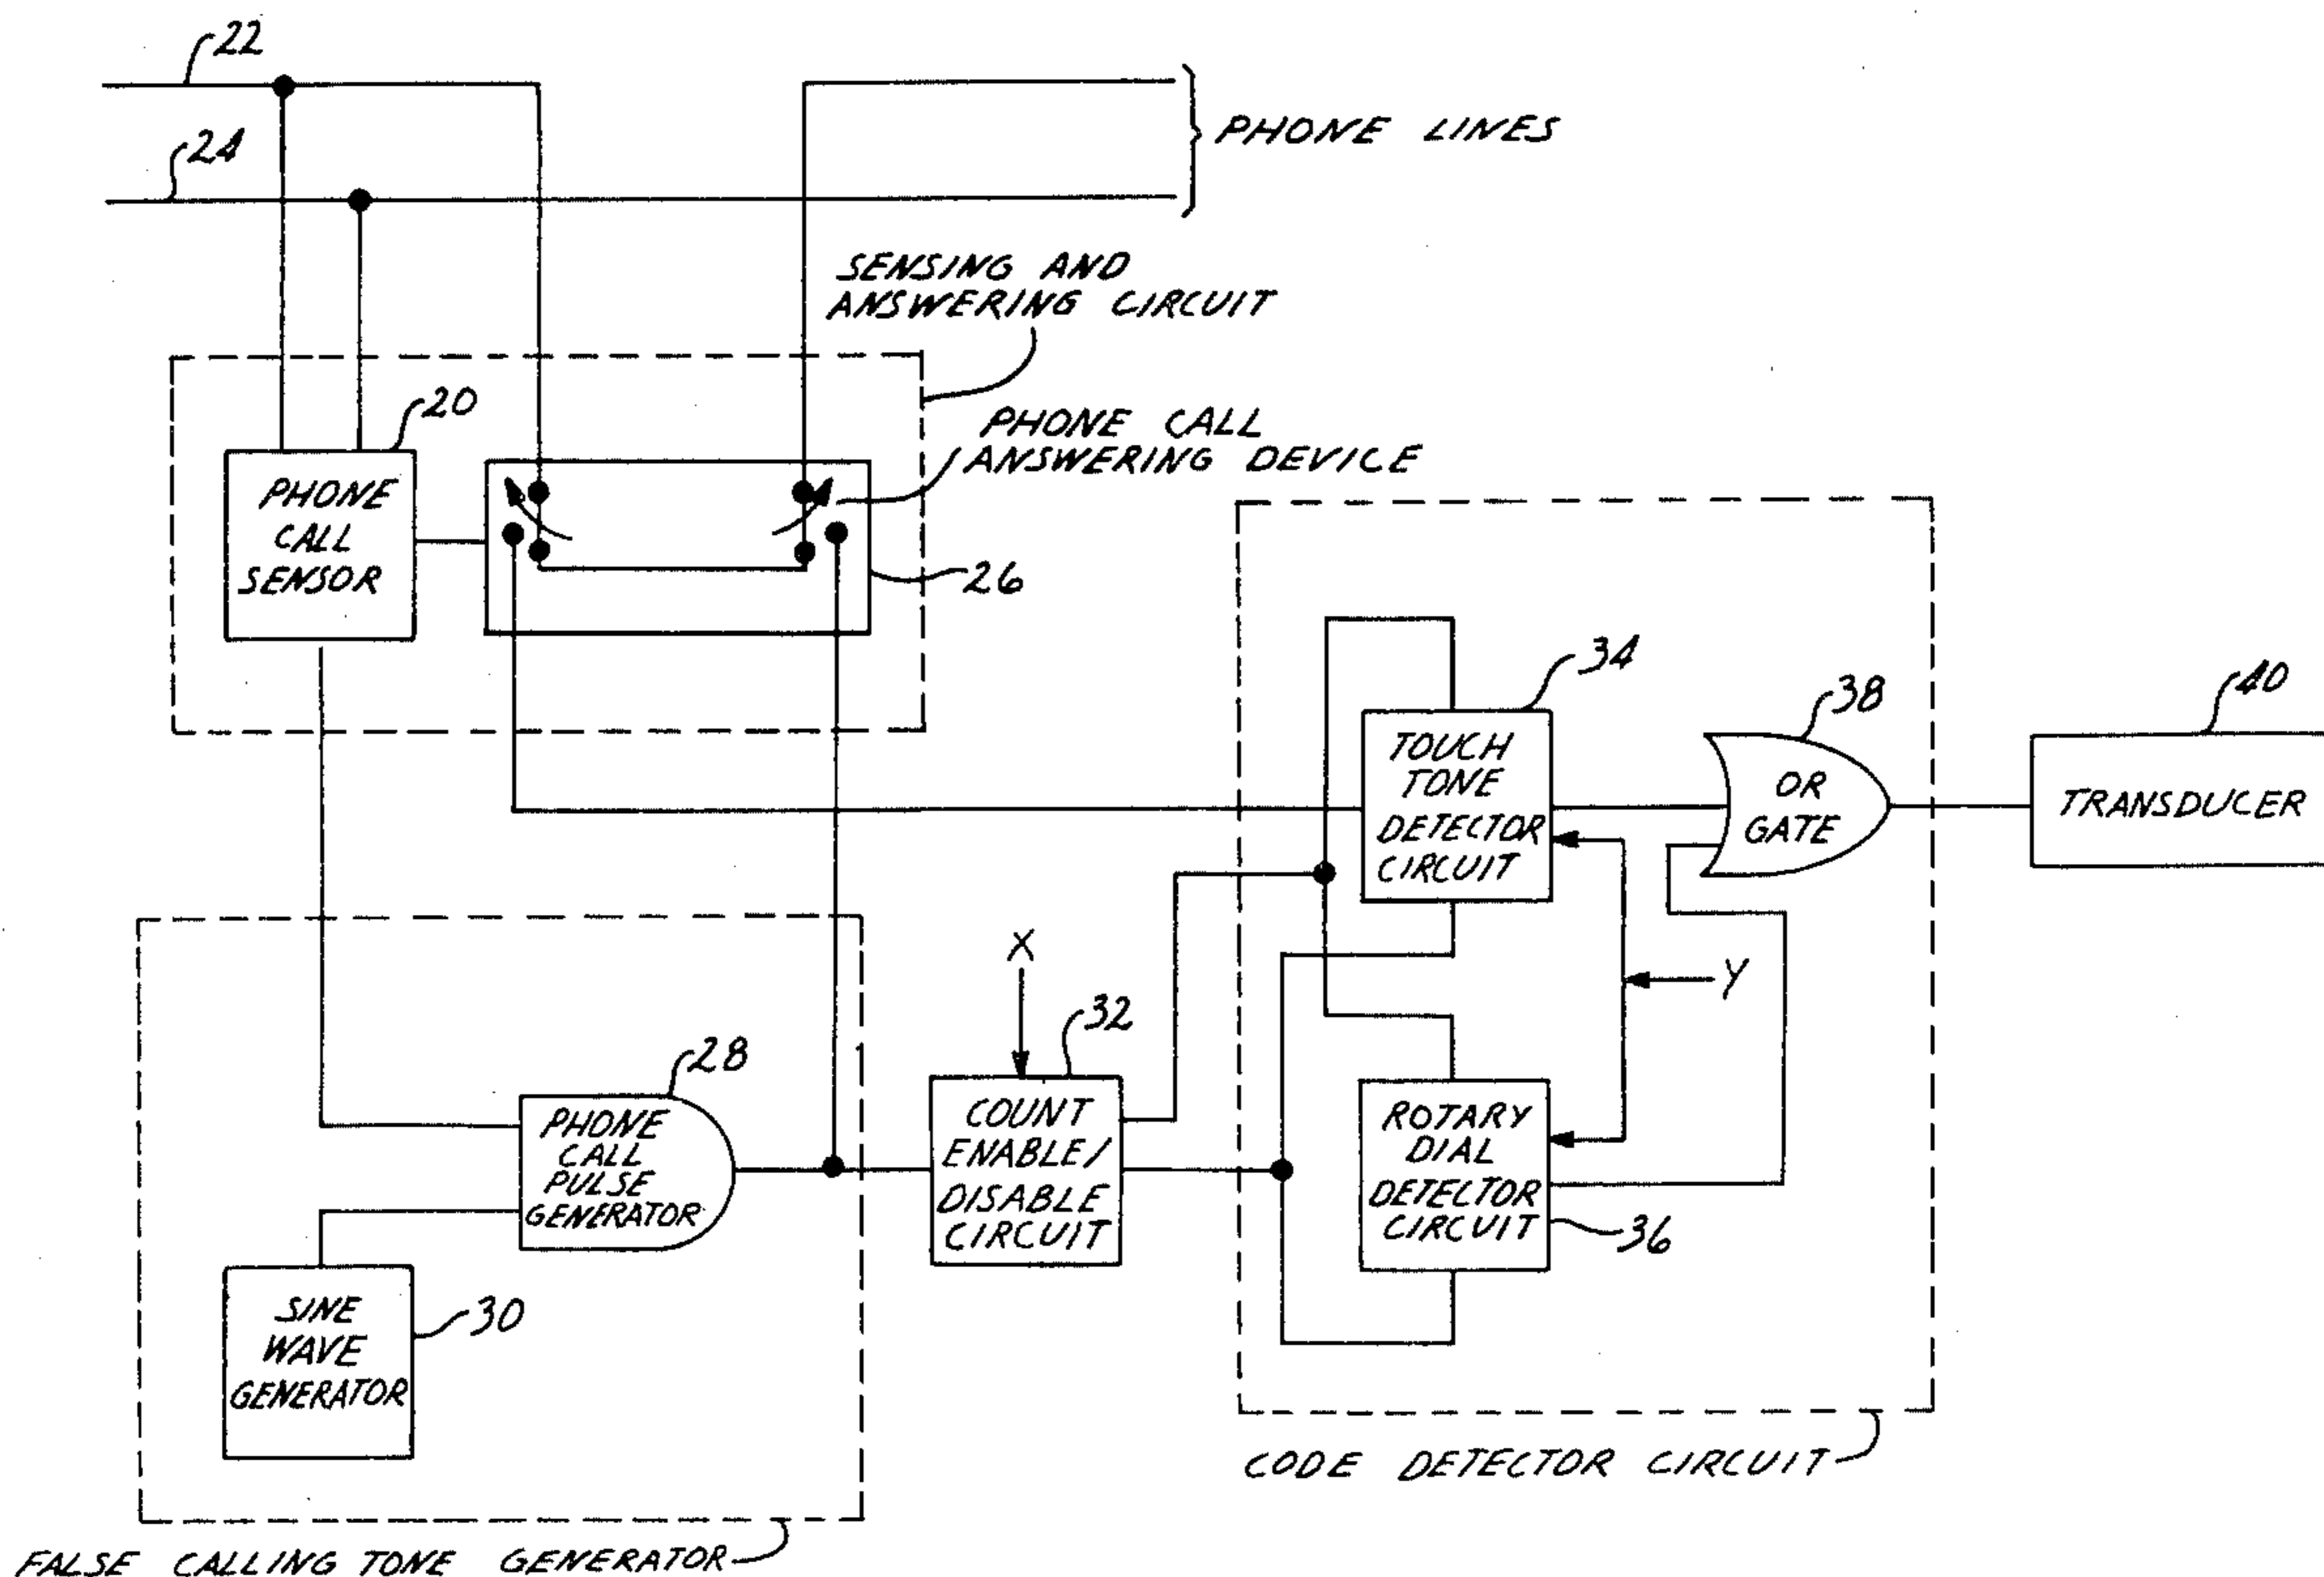 22
24
PHONE LINES
SENSING AND
ANSWERING CIRCUIT
20
PHONE CALL
ANSWERING DEVICE
PHONE
CALL
SENSOR
26
34
38
40
TOUCH
TONE
DETECTOR
CIRCUIT
OR
GATE
TRANSDUCER
X
Y
32
28
PHONE
CALL
PULSE
GENERATOR
COUNT
ENABLE/
DISABLE
CIRCUIT
ROTARY
DIAL
DETECTOR
CIRCUIT
36
SINE
WAVE
GENERATOR
30
CODE DETECTOR CIRCUIT
FALSE CALLING TONE GENERATOR